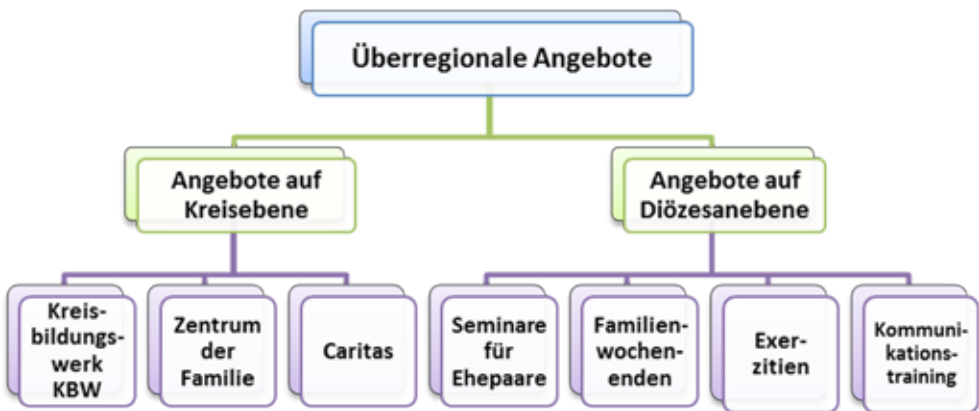 Überregionale Angebote
Angebote auf
Kreisebene
Angebote auf
Diözesanebene
Kreis-
bildungs-
werk
KBW
Zentrum
der
Familie
Caritas
Seminare
für
Ehepaare
Familien-
wochen-
enden
Exer-
zitien
Kommuni-
kations-
training